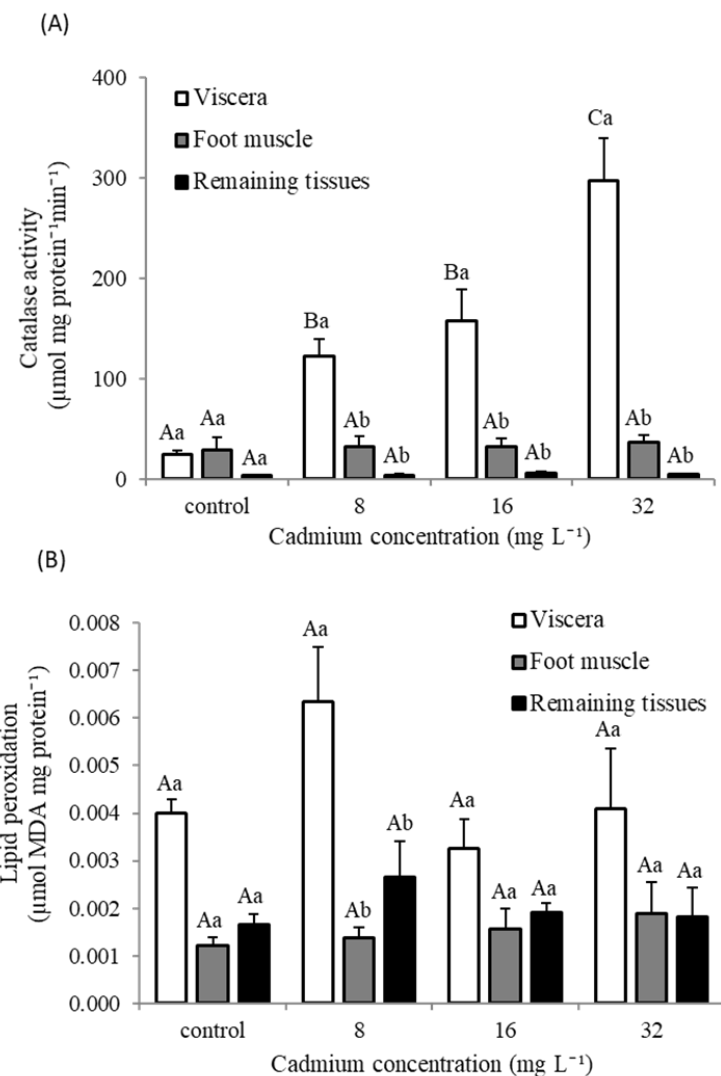 (A)
Catalase activity
(μmol mg protein⁻¹min⁻¹)
400
300
200
100
0
Viscera
Foot muscle
Remaining tissues
Aa
Aa
Aa
Ba
Ab
Ab
Ba
Ab
Ab
Ca
Ab
Ab
control
8
16
32
Cadmium concentration (mg L⁻¹)
(B)
Lipid peroxidation
(μmol MDA mg protein⁻¹)
0.008
0.007
0.006
0.005
0.004
0.003
0.002
0.001
0.000
Viscera
Foot muscle
Remaining tissues
Aa
Aa
Aa
Aa
Ab
Ab
Aa
Aa
Aa
Aa
Aa
Aa
control
8
16
32
Cadmium concentration (mg L⁻¹)